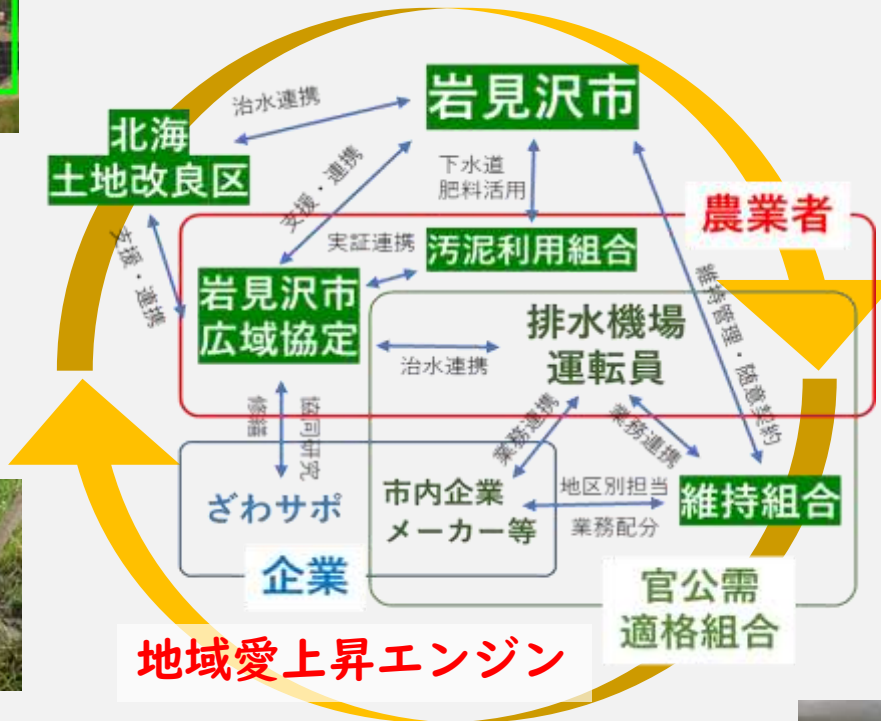 治水連携
岩見沢市
北海
土地改良区
下水道
肥料活用
支援・連携
農業者
支援・連携
実証連携
汚泥利用組合
岩見沢市
広域協定
維持管理・随意契約
排水機場
運転員
治水連携
修繕
協同研究
業務連携
業務連携
ざわサポ
市内企業
メーカー等
地区別担当
業務配分
維持組合
企業
官公需
適格組合
地域愛上昇エンジン